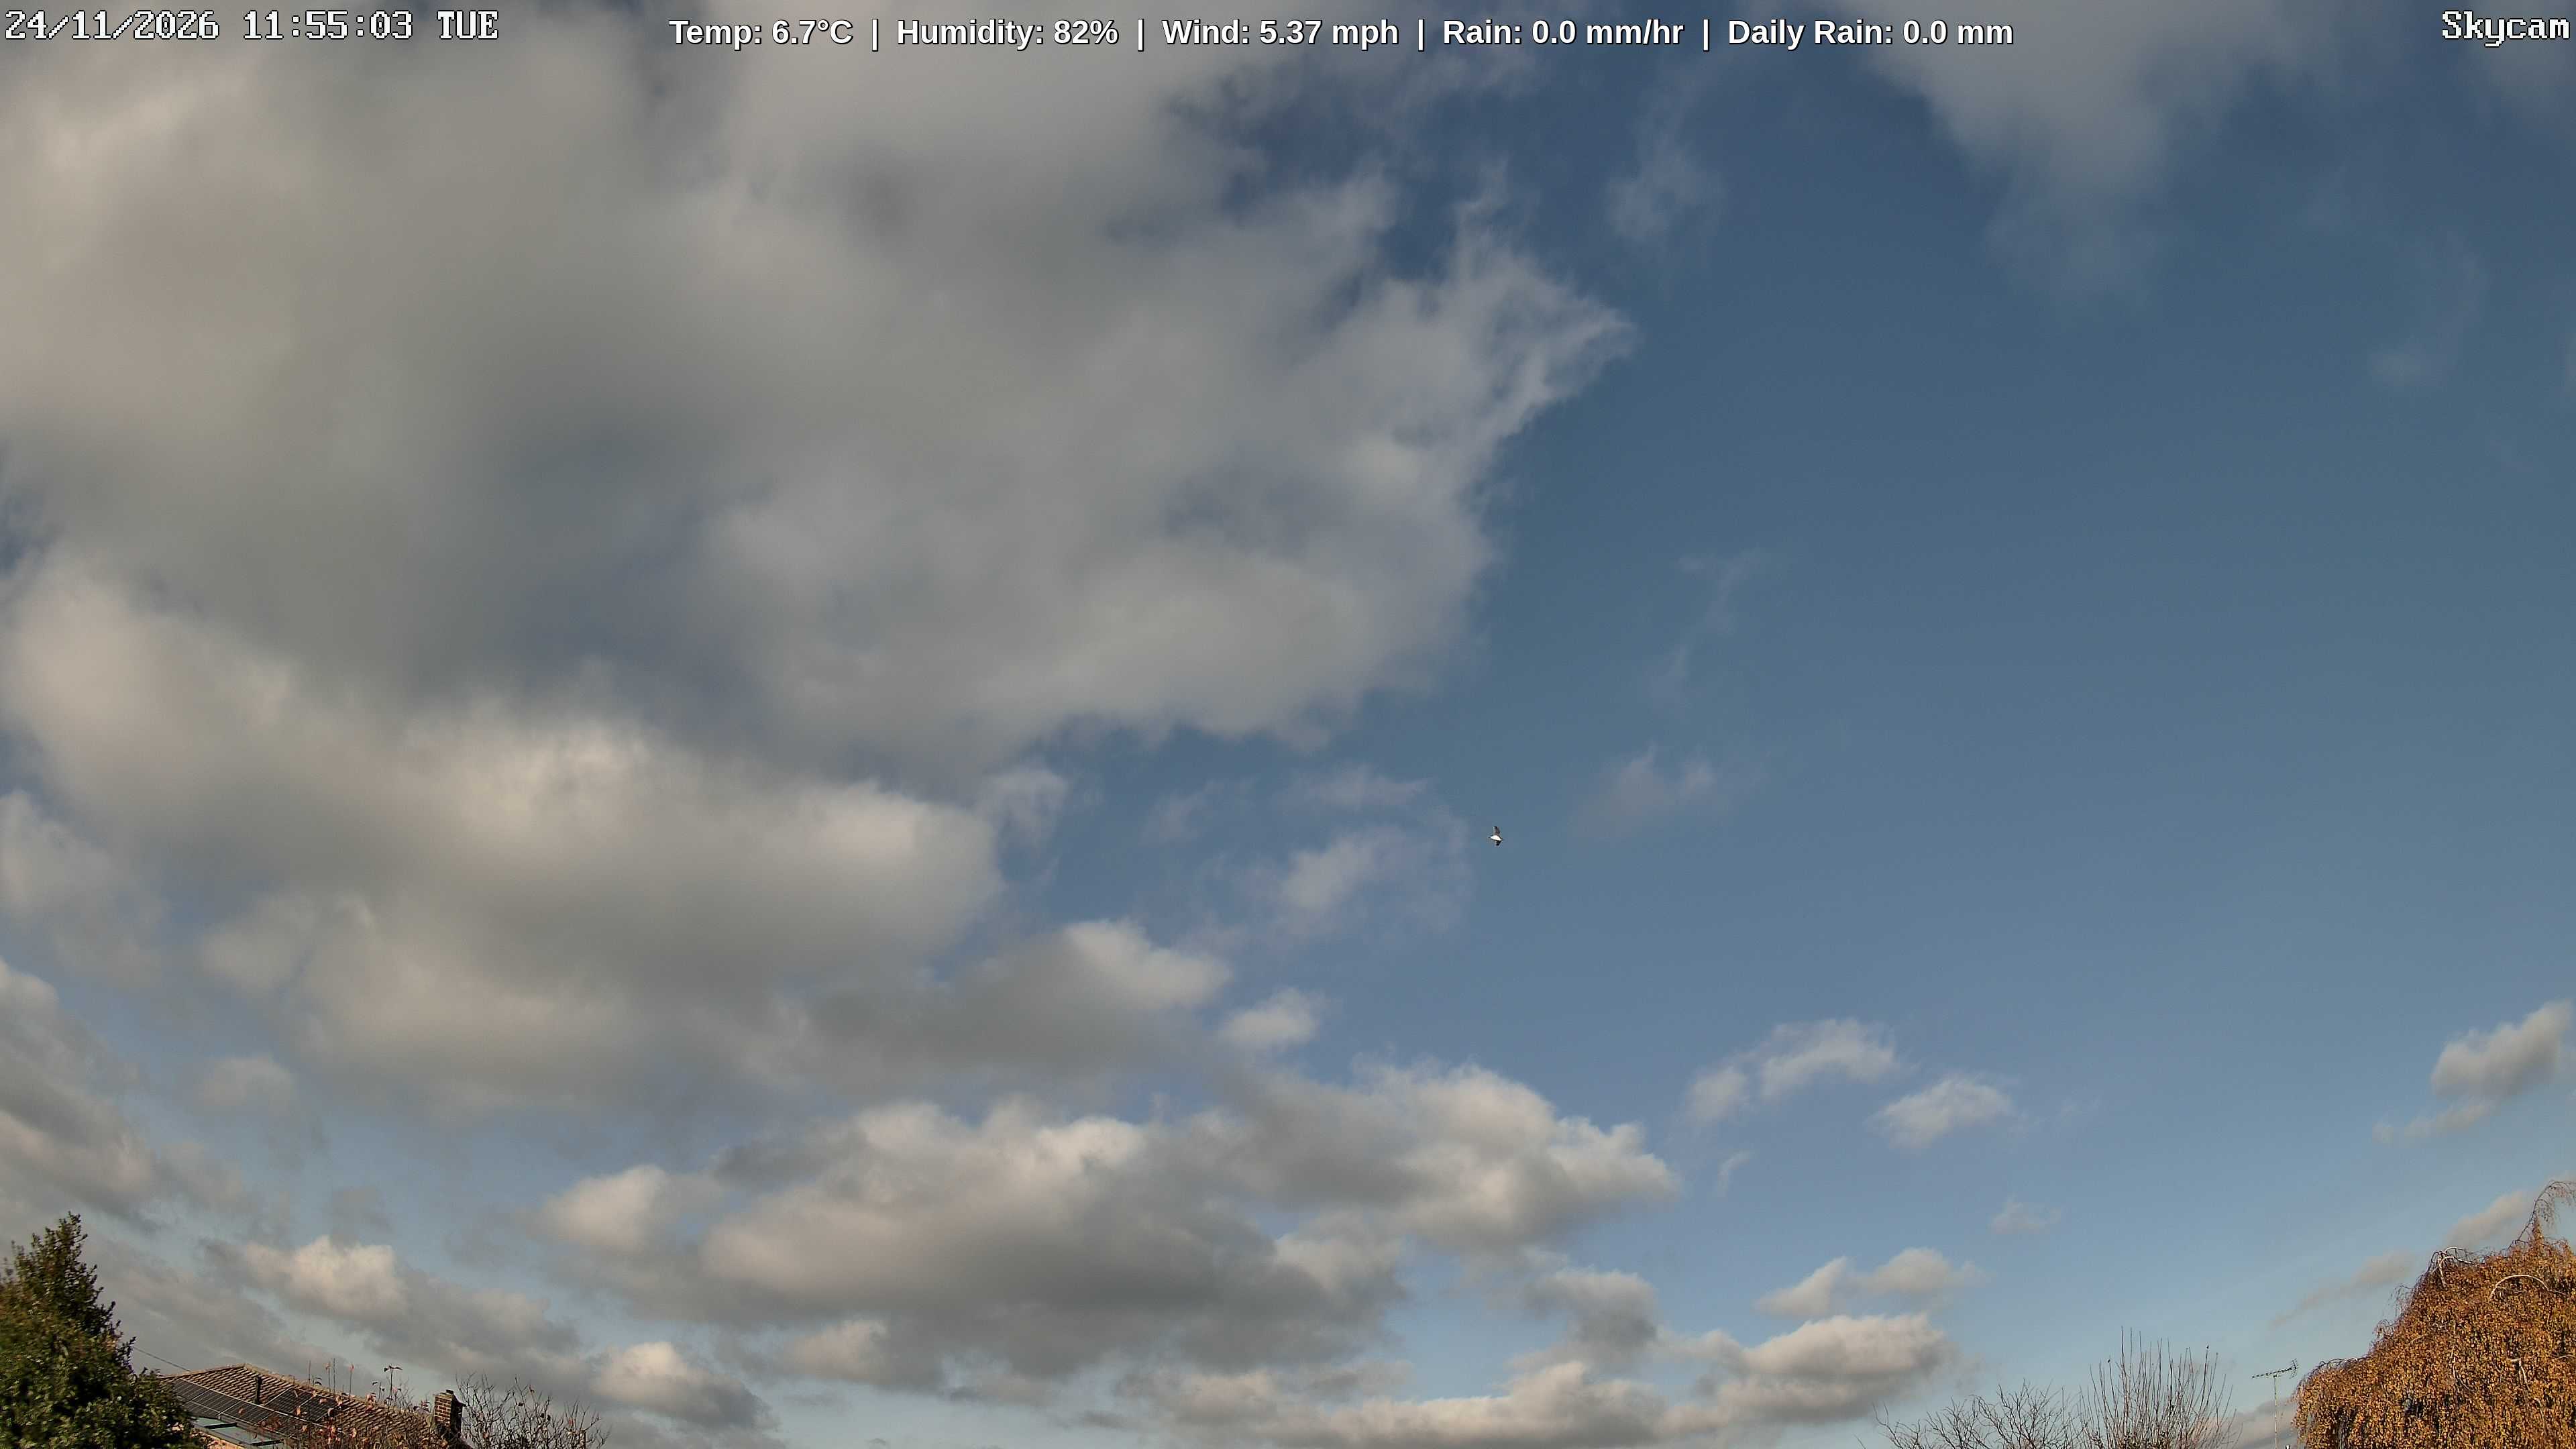 24/11/2026 11:55:03 TUE
Temp: 6.7°C | Humidity: 82% | Wind: 5.37 mph | Rain: 0.0 mm/hr | Daily Rain: 0.0 mm
Skycam